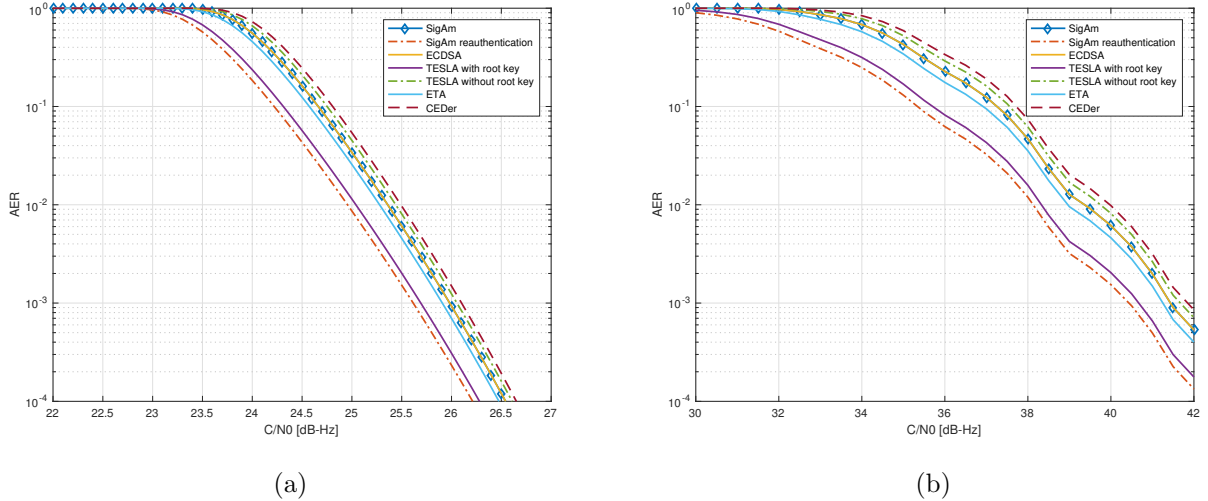 10^0
10^-1
10^-2
10^-3
10^-4
AER
22 22.5 23 23.5 24 24.5 25 25.5 26 26.5 27
C/N0 [dB-Hz]
SigAm
SigAm reauthentication
ECDSA
TESLA with root key
TESLA without root key
ETA
CEDer
(a)
10^0
10^-1
10^-2
10^-3
10^-4
AER
30 32 34 36 38 40 42
C/N0 [dB-Hz]
SigAm
SigAm reauthentication
ECDSA
TESLA with root key
TESLA without root key
ETA
CEDer
(b)